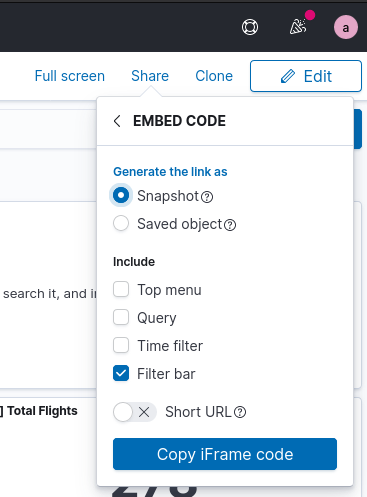 a
Full screen Share Clone Edit
EMBED CODE
Generate the link as
Snapshot
Saved object
search it, and in
Include
Top menu
Query
Time filter
Filter bar
] Total Flights
Short URL
Copy iFrame code